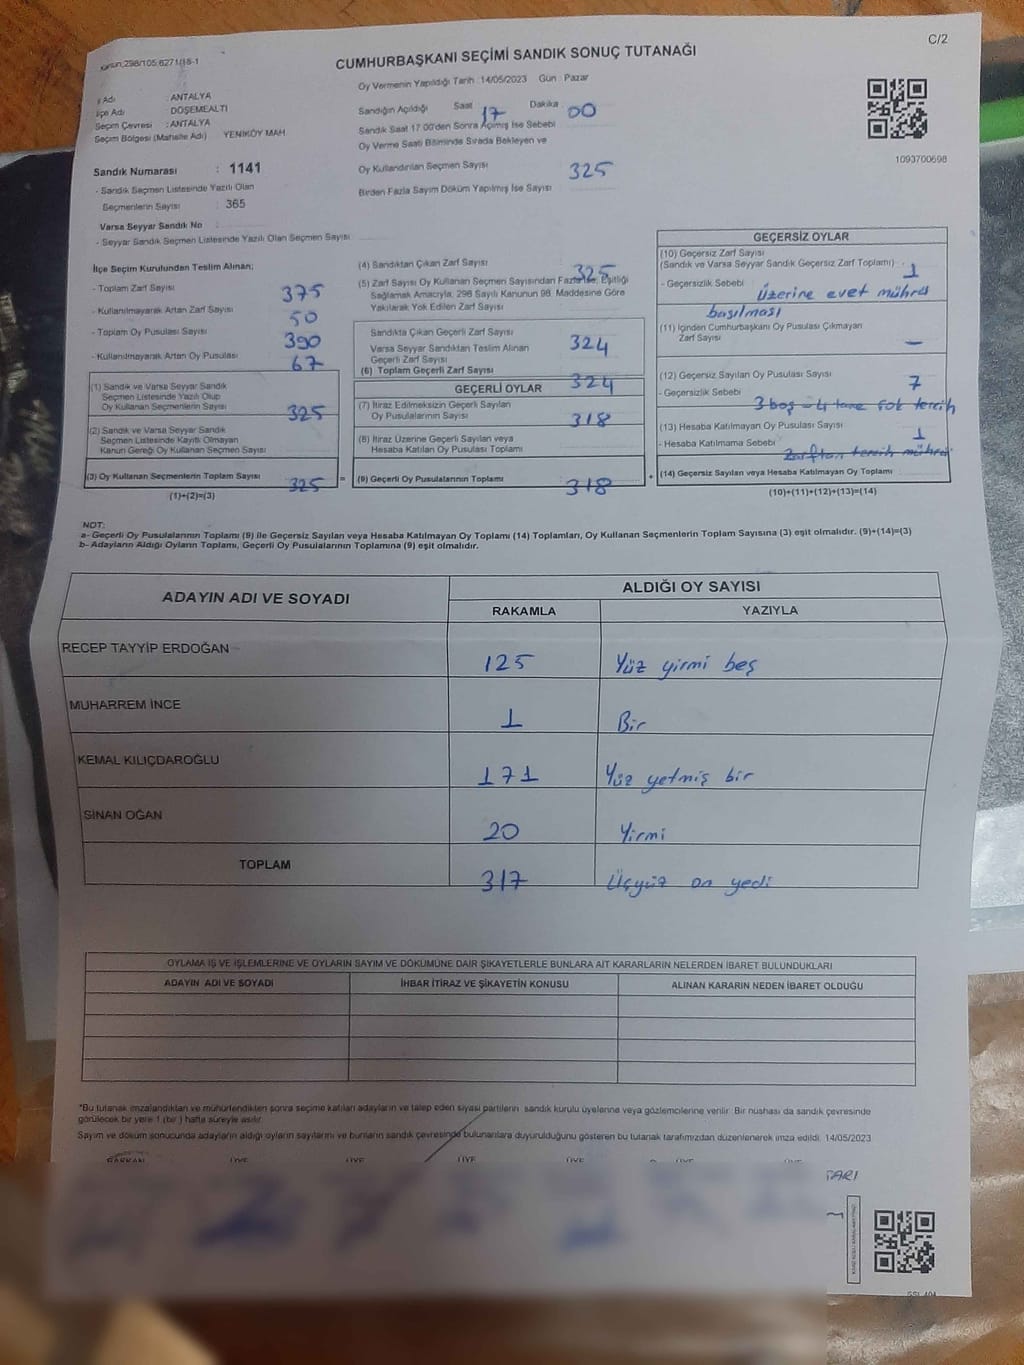 C/2
Kanun;298/105;6271/18-1
CUMHURBAŞKANI SEÇİMİ SANDIK SONUÇ TUTANAĞI
İl Adı : ANTALYA
İlçe Adı : DÖŞEMEALTI
Seçim Çevresi : ANTALYA
Seçim Bölgesi (Mahalle Adı) YENİKÖY MAH.
Sandık Numarası : 1141
- Sandık Seçmen Listesinde Yazılı Olan
Seçmenlerin Sayısı : 365
Varsa Seyyar Sandık No :
- Seyyar Sandık Seçmen Listesinde Yazılı Olan Seçmen Sayısı
Oy Vermenin Yapıldığı Tarih :14/05/2023 Gün : Pazar
Sandığın Açıldığı Saat 17 Dakika : 00
Sandık Saat 17.00'den Sonra Açılmış İse Sebebi
Oy Verme Saati Bitiminde Sırada Bekleyen ve
Oy Kullandırılan Seçmen Sayısı 325
Birden Fazla Sayım Döküm Yapılmış İse Sayısı
1093700698
İlçe Seçim Kurulundan Teslim Alınan;
- Toplam Zarf Sayısı 375
- Kullanılmayarak Artan Zarf Sayısı 50
- Toplam Oy Pusulası Sayısı 390
- Kullanılmayarak Artan Oy Pusulası 67
(1) Sandık ve Varsa Seyyar Sandık
Seçmen Listesinde Yazılı Olup
Oy Kullanan Seçmenlerin Sayısı 325
(2) Sandık ve Varsa Seyyar Sandık
Seçmen Listesinde Kayıtlı Olmayan
Kanun Gereği Oy Kullanan Seçmen Sayısı
(3) Oy Kullanan Seçmenlerin Toplam Sayısı 325 =
(1)+(2)=(3)
(4) Sandıktan Çıkan Zarf Sayısı 325
(5) Zarf Sayısı Oy Kullanan Seçmen Sayısından Fazla İse, Eşitliği
Sağlamak Amacıyla, 298 Sayılı Kanunun 98. Maddesine Göre
Yakılarak Yok Edilen Zarf Sayısı
Sandıkta Çıkan Geçerli Zarf Sayısı 324
Varsa Seyyar Sandıktan Teslim Alınan
Geçerli Zarf Sayısı
(6) Toplam Geçerli Zarf Sayısı 324
GEÇERLİ OYLAR
(7) İtiraz Edilmeksizin Geçerli Sayılan
Oy Pusulalarının Sayısı 318
(8) İtiraz Üzerine Geçerli Sayılan veya
Hesaba Katılan Oy Pusulası Toplamı
(9) Geçerli Oy Pusulalarının Toplamı 318 +
GEÇERSİZ OYLAR
(10) Geçersiz Zarf Sayısı
(Sandık ve Varsa Seyyar Sandık Geçersiz Zarf Toplamı) 1
- Geçersizlik Sebebi Üzerine evet mührü
basılması
(11) İçinden Cumhurbaşkanı Oy Pusulası Çıkmayan
Zarf Sayısı –
(12) Geçersiz Sayılan Oy Pusulası Sayısı 7
- Geçersizlik Sebebi 3 boş - 4 tane çok tercih
(13) Hesaba Katılmayan Oy Pusulası Sayısı 1
- Hesaba Katılmama Sebebi Zarftan tercih mührü
(14) Geçersiz Sayılan veya Hesaba Katılmayan Oy Toplamı
(10)+(11)+(12)+(13)=(14)
NOT:
a- Geçerli Oy Pusulalarının Toplamı (9) ile Geçersiz Sayılan veya Hesaba Katılmayan Oy Toplamı (14) Toplamları, Oy Kullanan Seçmenlerin Toplam Sayısına (3) eşit olmalıdır. (9)+(14)=(3)
b- Adayların Aldığı Oyların Toplamı, Geçerli Oy Pusulalarının Toplamına (9) eşit olmalıdır.
ADAYIN ADI VE SOYADI ALDIĞI OY SAYISI
RAKAMLA YAZIYLA
RECEP TAYYİP ERDOĞAN 125 Yüz yirmi beş
MUHARREM İNCE 1 Bir
KEMAL KILIÇDAROĞLU 171 Yüz yetmiş bir
SİNAN OĞAN 20 Yirmi
TOPLAM 317 Üçyüz on yedi
OYLAMA İŞ VE İŞLEMLERİNE VE OYLARIN SAYIM VE DÖKÜMÜNE DAİR ŞİKAYETLERLE BUNLARA AİT KARARLARIN NELERDEN İBARET BULUNDUKLARI
ADAYIN ADI VE SOYADI İHBAR İTİRAZ VE ŞİKAYETİN KONUSU ALINAN KARARIN NEDEN İBARET OLDUĞU
*Bu tutanak imzalandıktan ve mühürlendikten sonra seçime katılan adayların ve talep eden siyasi partilerin sandık kurulu üyelerine veya gözlemcilerine verilir. Bir nüshası da sandık çevresinde
görülecek bir yere 1 (bir) hafta süreyle asılır.
Sayım ve döküm sonucunda adayların aldığı oyların sayılarını ve bunların sandık çevresinde bulunanlara duyurulduğunu gösteren bu tutanak tarafımızdan düzenlenerek imza edildi. 14/05/2023
BAŞKAN ÜYE ÜYE ÜYE ÜYE ÜYE ÜYE